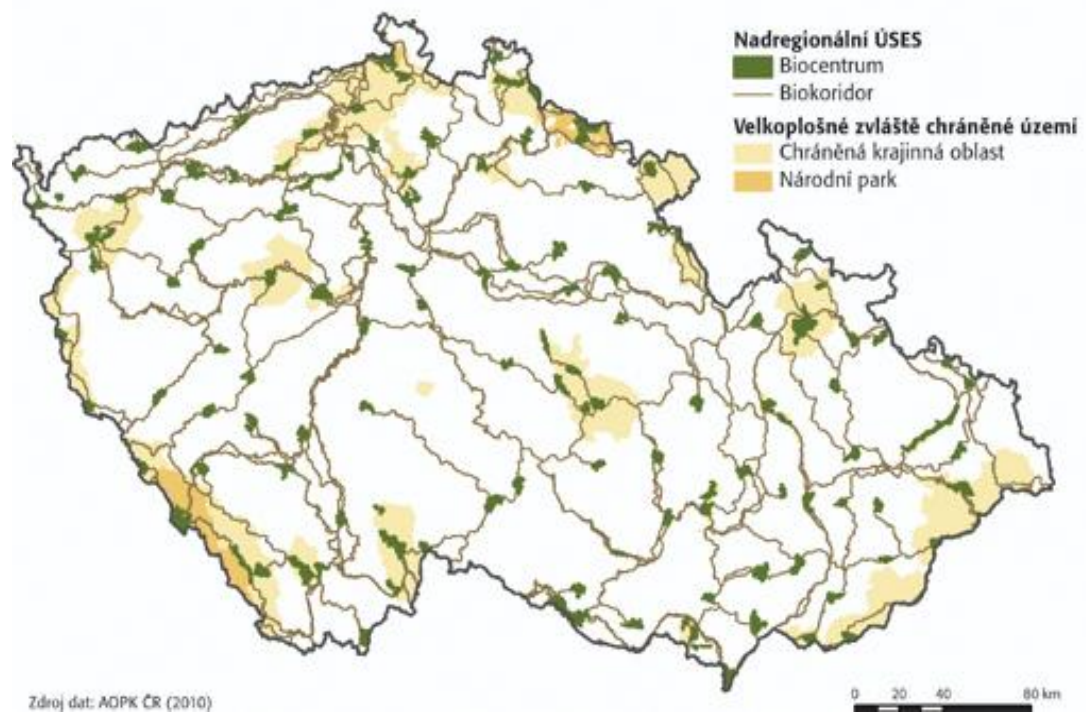 Nadregionální ÚSES
Biocentrum
Biokoridor
Velkoplošné zvláště chráněné území
Chráněná krajinná oblast
Národní park
Zdroj dat: AOPK ČR (2010)
0 20 40 80 km